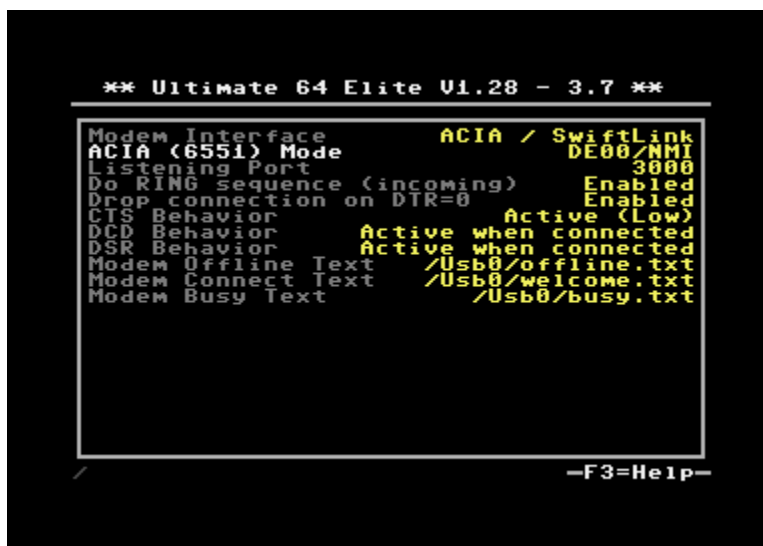 ** Ultimate 64 Elite V1.28 - 3.7 **
Modem Interface ACIA / SwiftLink
ACIA (6551) Mode DE00/NMI
Listening Port 3000
Do RING sequence (incoming) Enabled
Drop connection on DTR=0 Enabled
CTS Behavior Active (Low)
DCD Behavior Active when connected
DSR Behavior Active when connected
Modem Offline Text /Usb0/offline.txt
Modem Connect Text /Usb0/welcome.txt
Modem Busy Text /Usb0/busy.txt
/ F3=Help